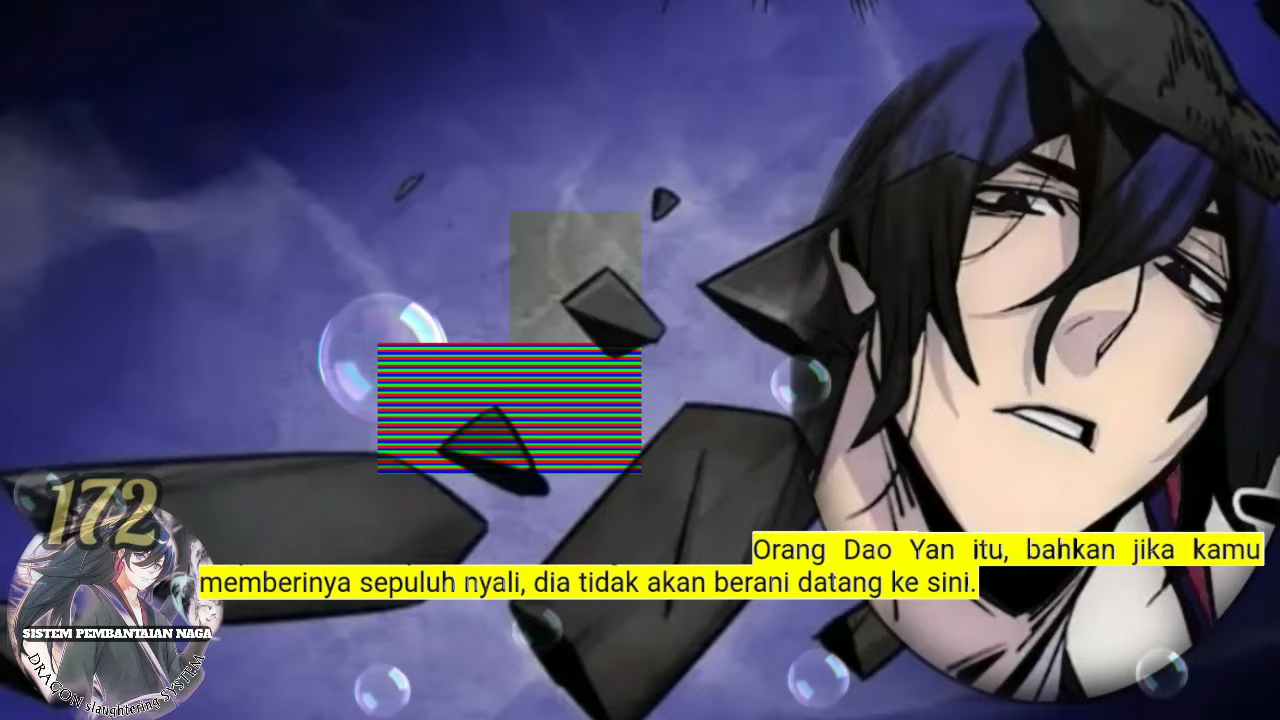 Orang Dao Yan itu, bahkan jika kamu
memberinya sepuluh nyali, dia tidak akan berani datang ke sini.
172
SISTEM PEMBANTAIAN NAGA
DRAGON slaughtering SYSTEM